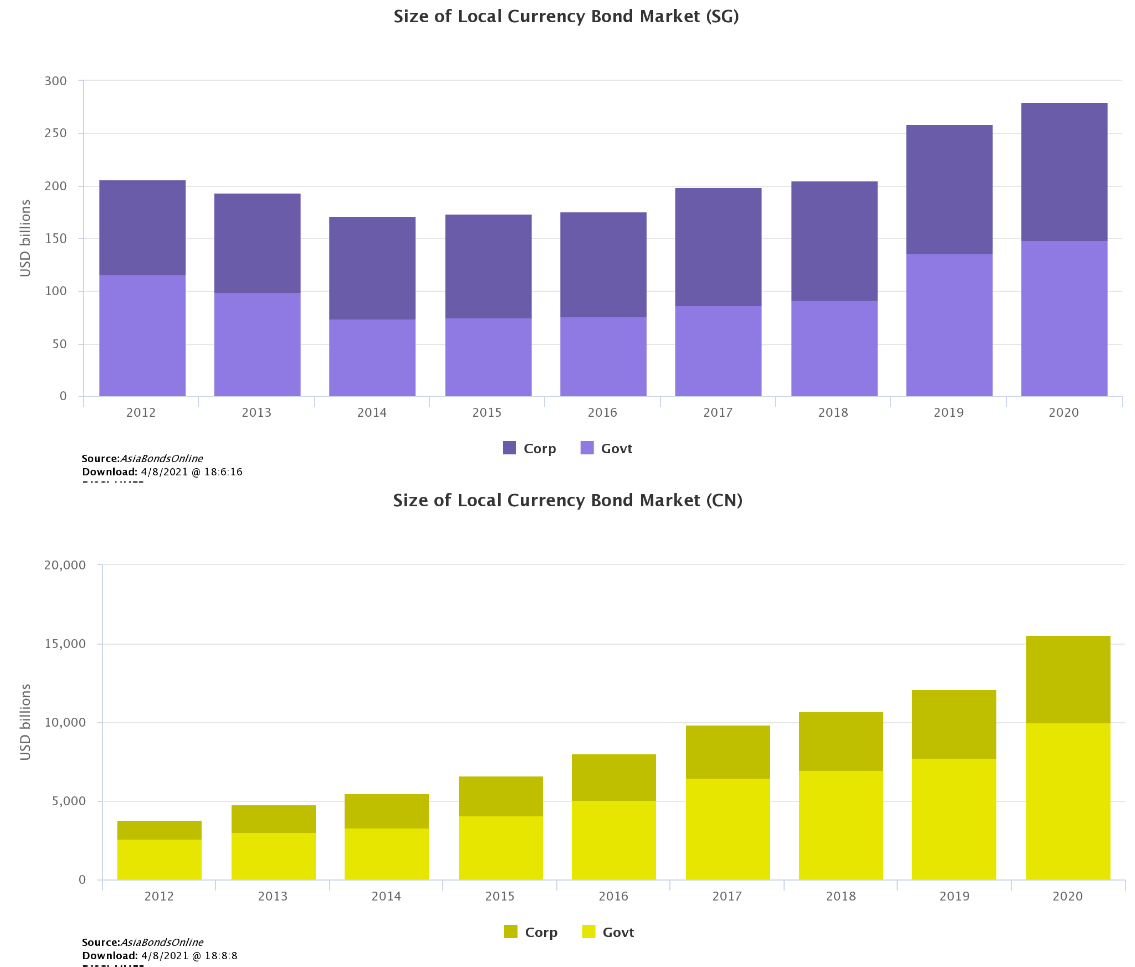 Size of Local Currency Bond Market (SG)
300
250
200
150
100
50
0
USD billions
2012 2013 2014 2015 2016 2017 2018 2019 2020
Corp Govt
Source:AsiaBondsOnline
Download: 4/8/2021 @ 18:6:16
Size of Local Currency Bond Market (CN)
20,000
15,000
10,000
5,000
0
USD billions
2012 2013 2014 2015 2016 2017 2018 2019 2020
Corp Govt
Source:AsiaBondsOnline
Download: 4/8/2021 @ 18:8:8